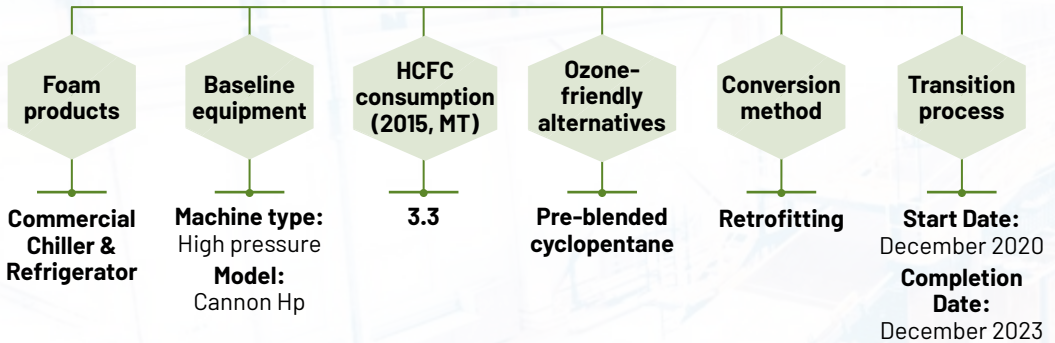 Foam
products
Commercial
Chiller &
Refrigerator
Baseline
equipment
Machine type:
High pressure
Model:
Cannon Hp
HCFC
consumption
(2015, MT)
3.3
Ozone-
friendly
alternatives
Pre-blended
cyclopentane
Conversion
method
Retrofitting
Transition
process
Start Date:
December 2020
Completion
Date:
December 2023